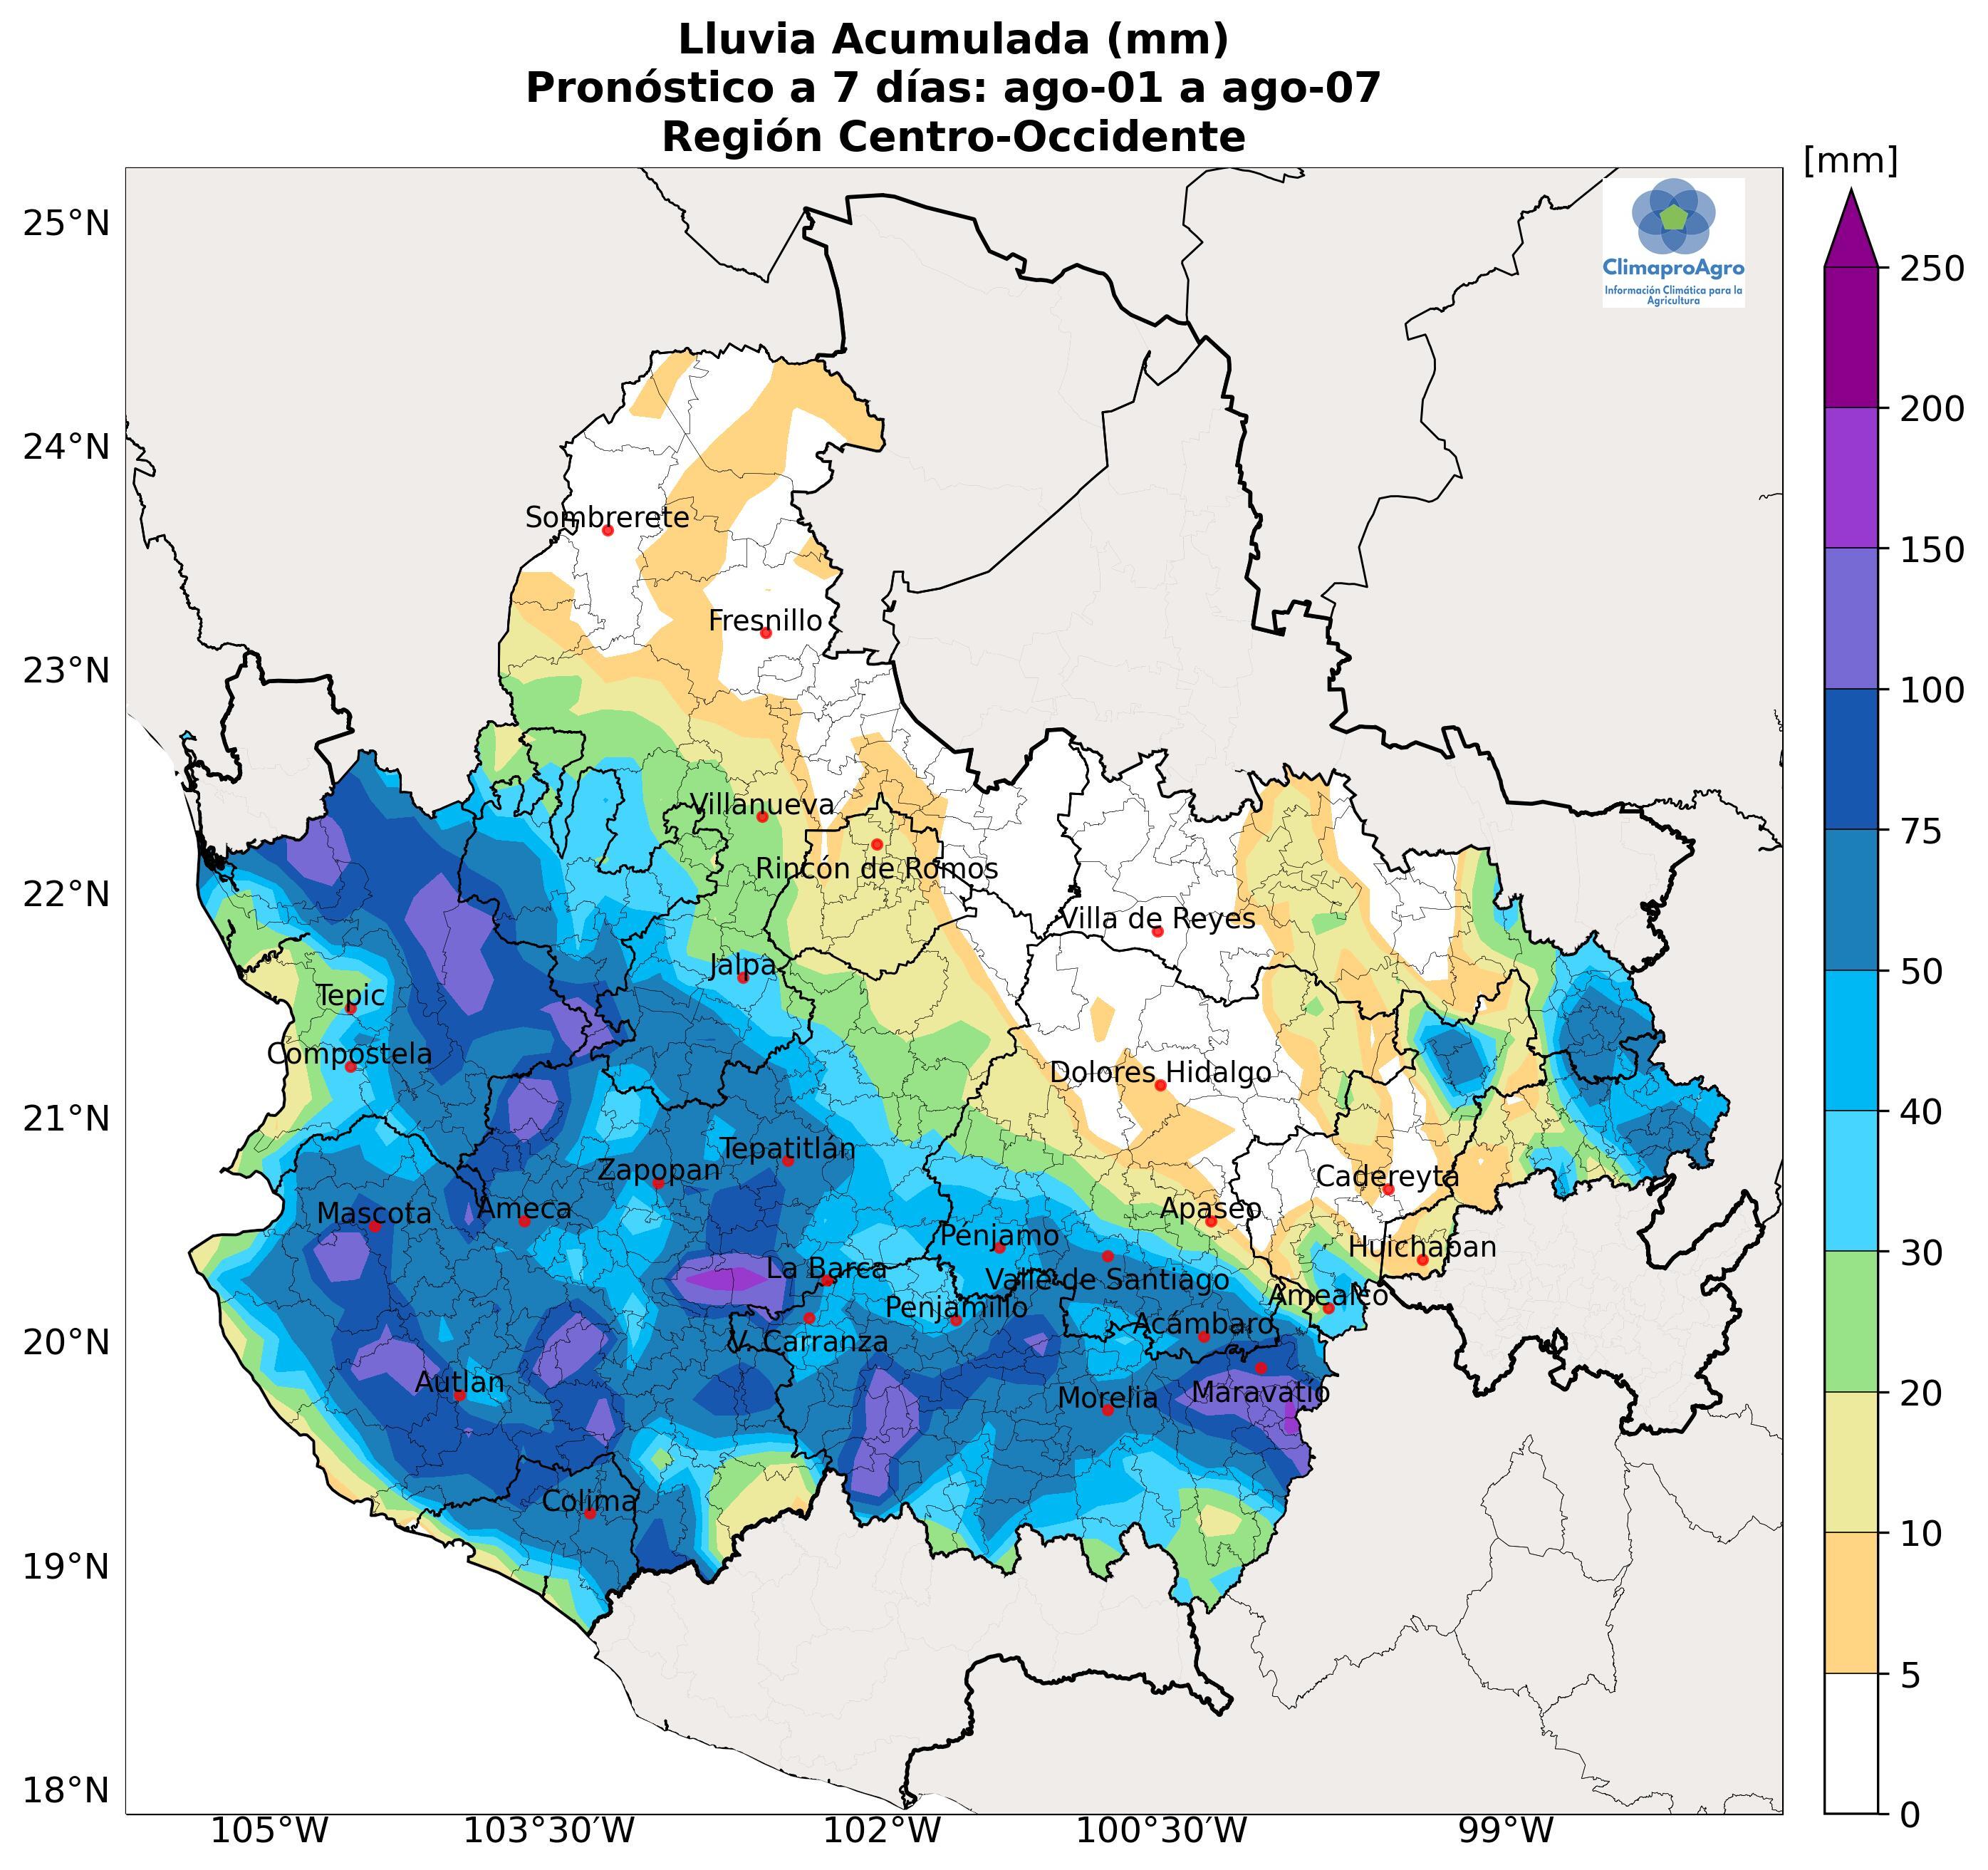 Lluvia Acumulada (mm)
Pronóstico a 7 días: ago-01 a ago-07
Región Centro-Occidente
[mm]
ClimaproAgro
Información Climática para la
Agricultura
25°N
24°N
23°N
22°N
21°N
20°N
19°N
18°N
250
200
150
100
75
50
40
30
20
10
5
0
Sombrerete
Fresnillo
Villanueva
Rincón de Romos
Villa de Reyes
Jalpa
Tepic
Compostela
Dolores Hidalgo
Tepatitlán
Zapopan
Cadereyta
Mascota
Ameca
Apaseo
Pénjamo
Huichapan
La Barca
Valle de Santiago
Amealco
Penjamillo
Acámbaro
V. Carranza
Autlan
Morelia
Maravatío
Colima
105°W
103°30'W
102°W
100°30'W
99°W